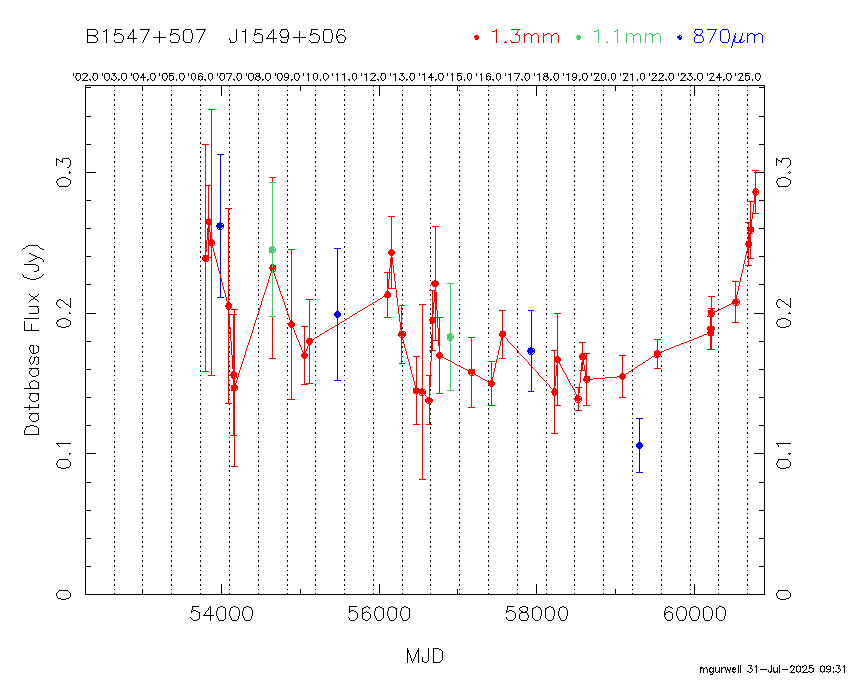 B1547+507 J1549+506 1.3mm 1.1mm 870μm
'02.0 '03.0 '04.0 '05.0 '06.0 '07.0 '08.0 '09.0 '10.0 '11.0 '12.0 '13.0 '14.0 '15.0 '16.0 '17.0 '18.0 '19.0 '20.0 '21.0 '22.0 '23.0 '24.0 '25.0
0.3 0.3
0.2 0.2
Database Flux (Jy)
0.1 0.1
0 0
54000 56000 58000 60000
MJD
mgurwell 31-Jul-2025 09:31